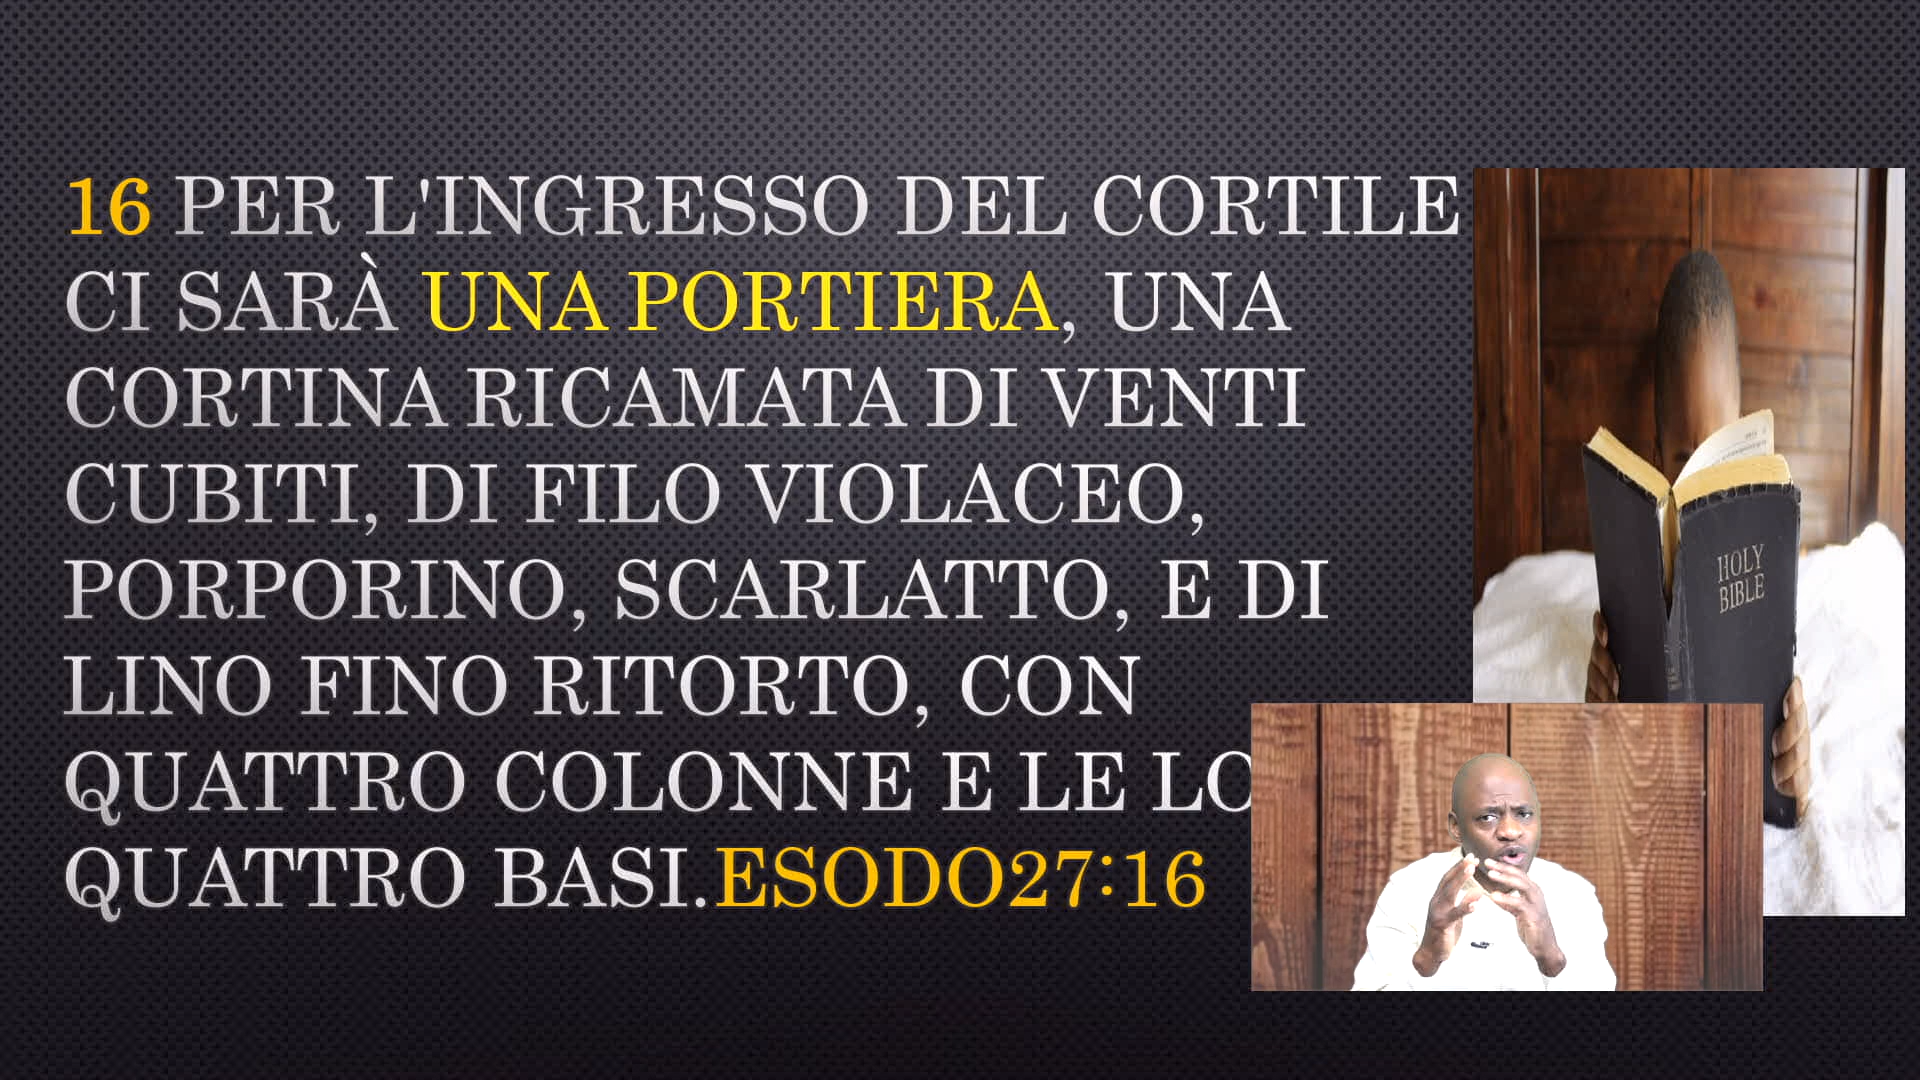 16 PER L'INGRESSO DEL CORTILE
CI SARÀ UNA PORTIERA, UNA
CORTINA RICAMATA DI VENTI
CUBITI, DI FILO VIOLACEO,
PORPORINO, SCARLATTO, E DI
LINO FINO RITORTO, CON
QUATTRO COLONNE E LE LO
QUATTRO BASI.ESODO27:16
HOLY
BIBLE